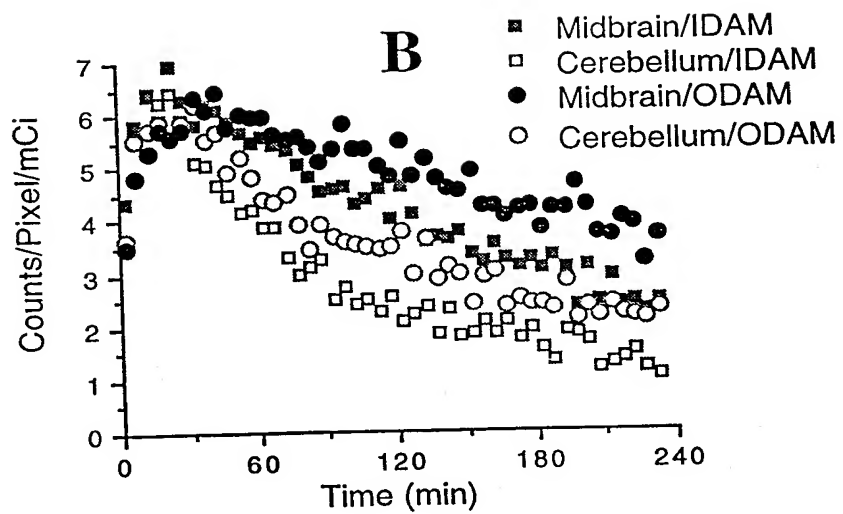 B
Midbrain/IDAM
Cerebellum/IDAM
Midbrain/ODAM
Cerebellum/ODAM
Counts/Pixel/mCi
7
6
5
4
3
2
1
0
0 60 120 180 240
Time (min)